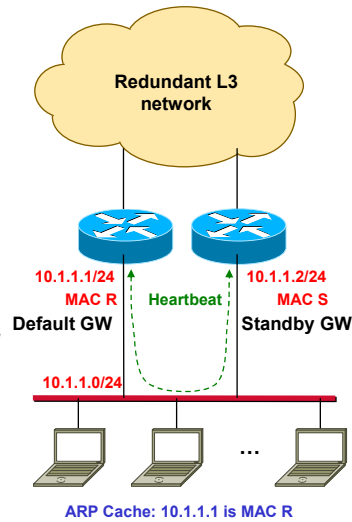 Redundant L3
network
10.1.1.1/24
MAC R
Default GW
Heartbeat
10.1.1.2/24
MAC S
Standby GW
10.1.1.0/24
...
ARP Cache: 10.1.1.1 is MAC R